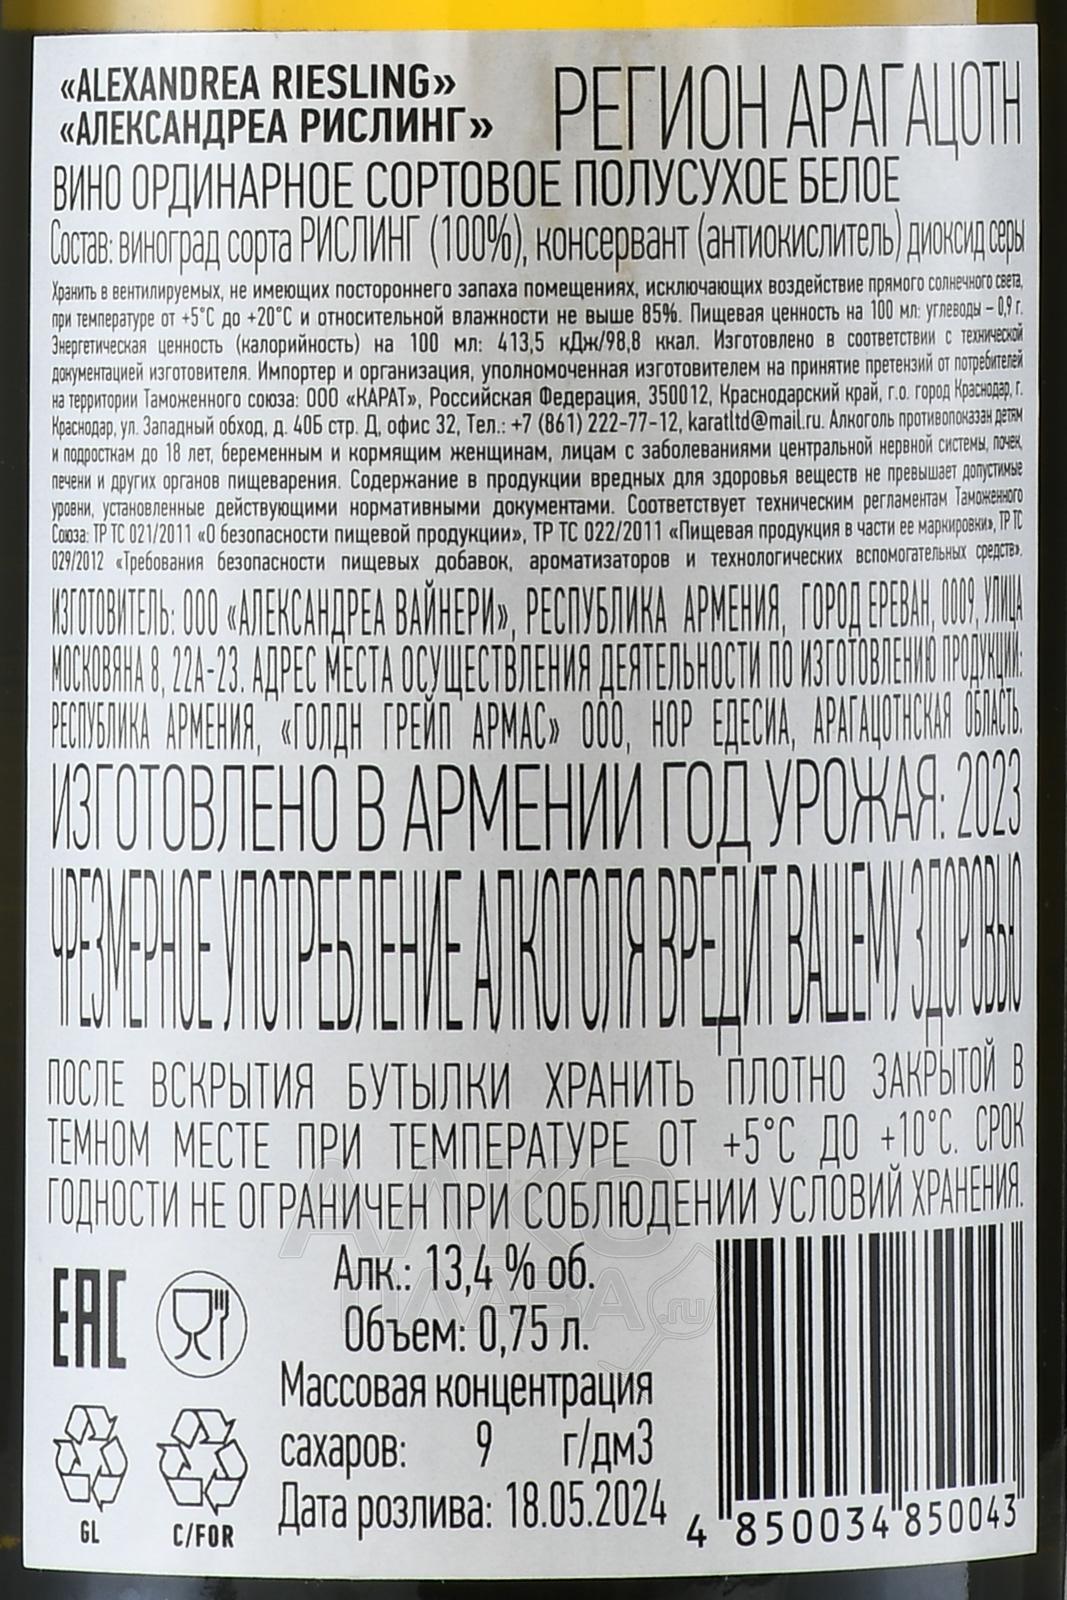 «ALEXANDREA RIESLING»
«АЛЕКСАНДРЕА РИСЛИНГ»
РЕГИОН АРАГАЦОТН
ВИНО ОРДИНАРНОЕ СОРТОВОЕ ПОЛУСУХОЕ БЕЛОЕ
Состав: виноград сорта РИСЛИНГ (100%), консервант (антиокислитель) диоксид серы
Хранить в вентилируемых, не имеющих постороннего запаха помещениях, исключающих воздействие прямого солнечного света,
при температуре от +5°С до +20°С и относительной влажности не выше 85%. Пищевая ценность на 100 мл: углеводы – 0,9 г.
Энергетическая ценность (калорийность) на 100 мл: 413,5 кДж/98,8 ккал. Изготовлено в соответствии с технической
документацией изготовителя. Импортер и организация, уполномоченная изготовителем на принятие претензий от потребителей
на территории Таможенного союза: ООО «КАРАТ», Российская Федерация, 350012, Краснодарский край, г.о. город Краснодар, г.
Краснодар, ул. Западный обход, д. 40Б стр. Д, офис 32, Тел.: +7 (861) 222-77-12, karatltd@mail.ru. Алкоголь противопоказан детям
и подросткам до 18 лет, беременным и кормящим женщинам, лицам с заболеваниями центральной нервной системы, почек,
печени и других органов пищеварения. Содержание в продукции вредных для здоровья веществ не превышает допустимые
уровни, установленные действующими нормативными документами. Соответствует техническим регламентам Таможенного
Союза: ТР ТС 021/2011 «О безопасности пищевой продукции», ТР ТС 022/2011 «Пищевая продукция в части ее маркировки», ТР ТС
029/2012 «Требования безопасности пищевых добавок, ароматизаторов и технологических вспомогательных средств».
ИЗГОТОВИТЕЛЬ: ООО «АЛЕКСАНДРЕА ВАЙНЕРИ», РЕСПУБЛИКА АРМЕНИЯ, ГОРОД ЕРЕВАН, 0009, УЛИЦА
МОСКОВЯНА 8, 22А-23. АДРЕС МЕСТА ОСУЩЕСТВЛЕНИЯ ДЕЯТЕЛЬНОСТИ ПО ИЗГОТОВЛЕНИЮ ПРОДУКЦИИ:
РЕСПУБЛИКА АРМЕНИЯ, «ГОЛДН ГРЕЙП АРМАС» ООО, НОР ЕДЕСИА, АРАГАЦОТНСКАЯ ОБЛАСТЬ.
ИЗГОТОВЛЕНО В АРМЕНИИ ГОД УРОЖАЯ: 2023
ЧРЕЗМЕРНОЕ УПОТРЕБЛЕНИЕ АЛКОГОЛЯ ВРЕДИТ ВАШЕМУ ЗДОРОВЬЮ
ПОСЛЕ ВСКРЫТИЯ БУТЫЛКИ ХРАНИТЬ ПЛОТНО ЗАКРЫТОЙ В
ТЕМНОМ МЕСТЕ ПРИ ТЕМПЕРАТУРЕ ОТ +5°С ДО +10°С. СРОК
ГОДНОСТИ НЕ ОГРАНИЧЕН ПРИ СОБЛЮДЕНИИ УСЛОВИЙ ХРАНЕНИЯ.
EAC
Алк.: 13,4 % об.
Объем: 0,75 л.
Массовая концентрация
сахаров: 9 г/дм3
Дата розлива: 18.05.2024
GL
C/FOR
4 850034 850043
АЛКО
ПЛАВА.ru